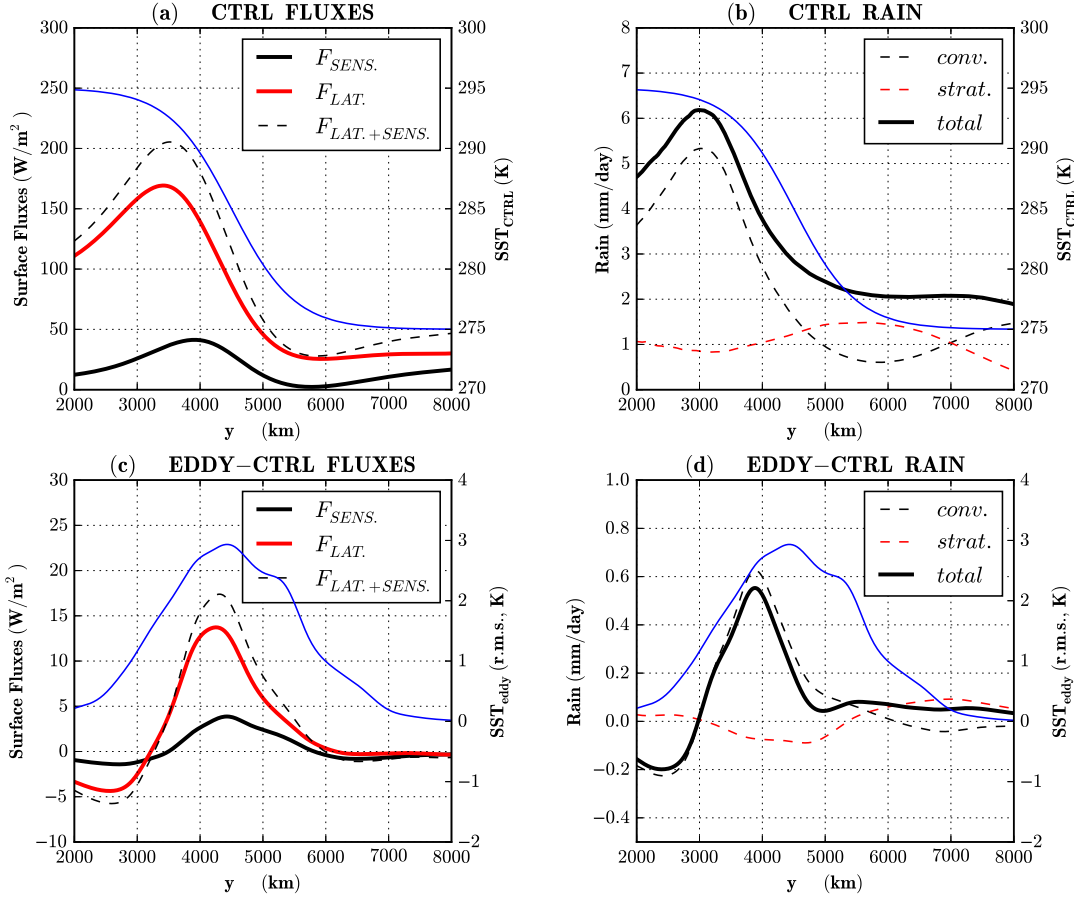 (a) CTRL FLUXES
300
250
200
150
100
50
0
Surface Fluxes (W/m²)
F_SENS.
F_LAT.
F_LAT.+SENS.
300
295
290
285
280
275
270
SST_CTRL (K)
2000 3000 4000 5000 6000 7000 8000
y (km)
(b) CTRL RAIN
8
7
6
5
4
3
2
1
0
Rain (mm/day)
conv.
strat.
total
300
295
290
285
280
275
270
SST_CTRL (K)
2000 3000 4000 5000 6000 7000 8000
y (km)
(c) EDDY−CTRL FLUXES
30
25
20
15
10
5
0
−5
−10
Surface Fluxes (W/m²)
F_SENS.
F_LAT.
F_LAT.+SENS.
4
3
2
1
0
−1
−2
SST_eddy (r.m.s., K)
2000 3000 4000 5000 6000 7000 8000
y (km)
(d) EDDY−CTRL RAIN
1.0
0.8
0.6
0.4
0.2
0.0
−0.2
−0.4
Rain (mm/day)
conv.
strat.
total
4
3
2
1
0
−1
−2
SST_eddy (r.m.s., K)
2000 3000 4000 5000 6000 7000 8000
y (km)